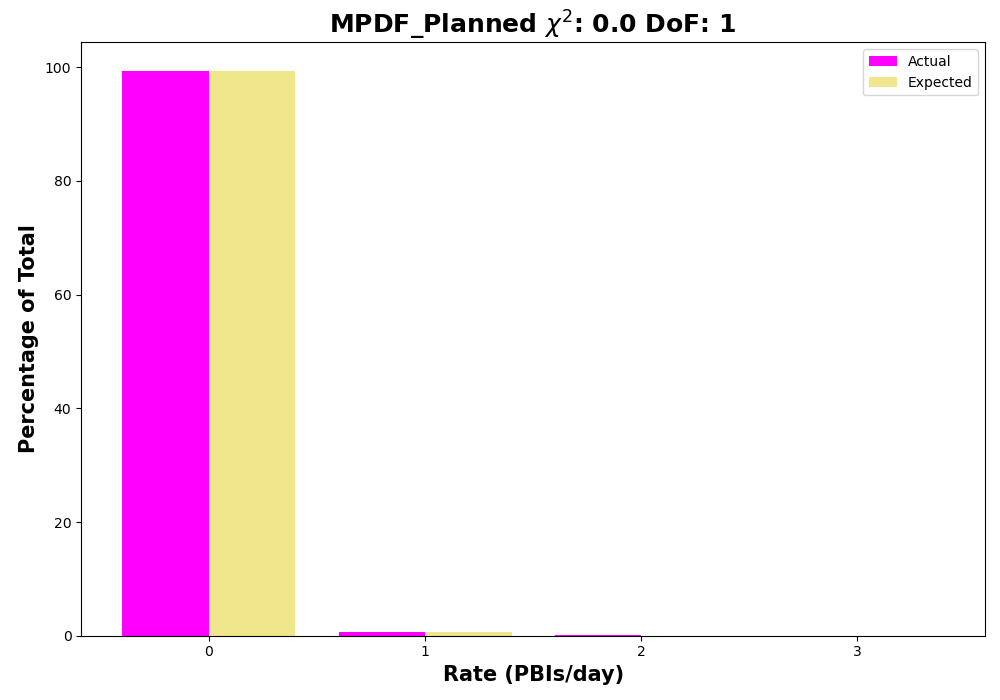 MPDF_Planned χ²: 0.0 DoF: 1
Actual
Expected
Percentage of Total
100
80
60
40
20
0
0 1 2 3
Rate (PBIs/day)